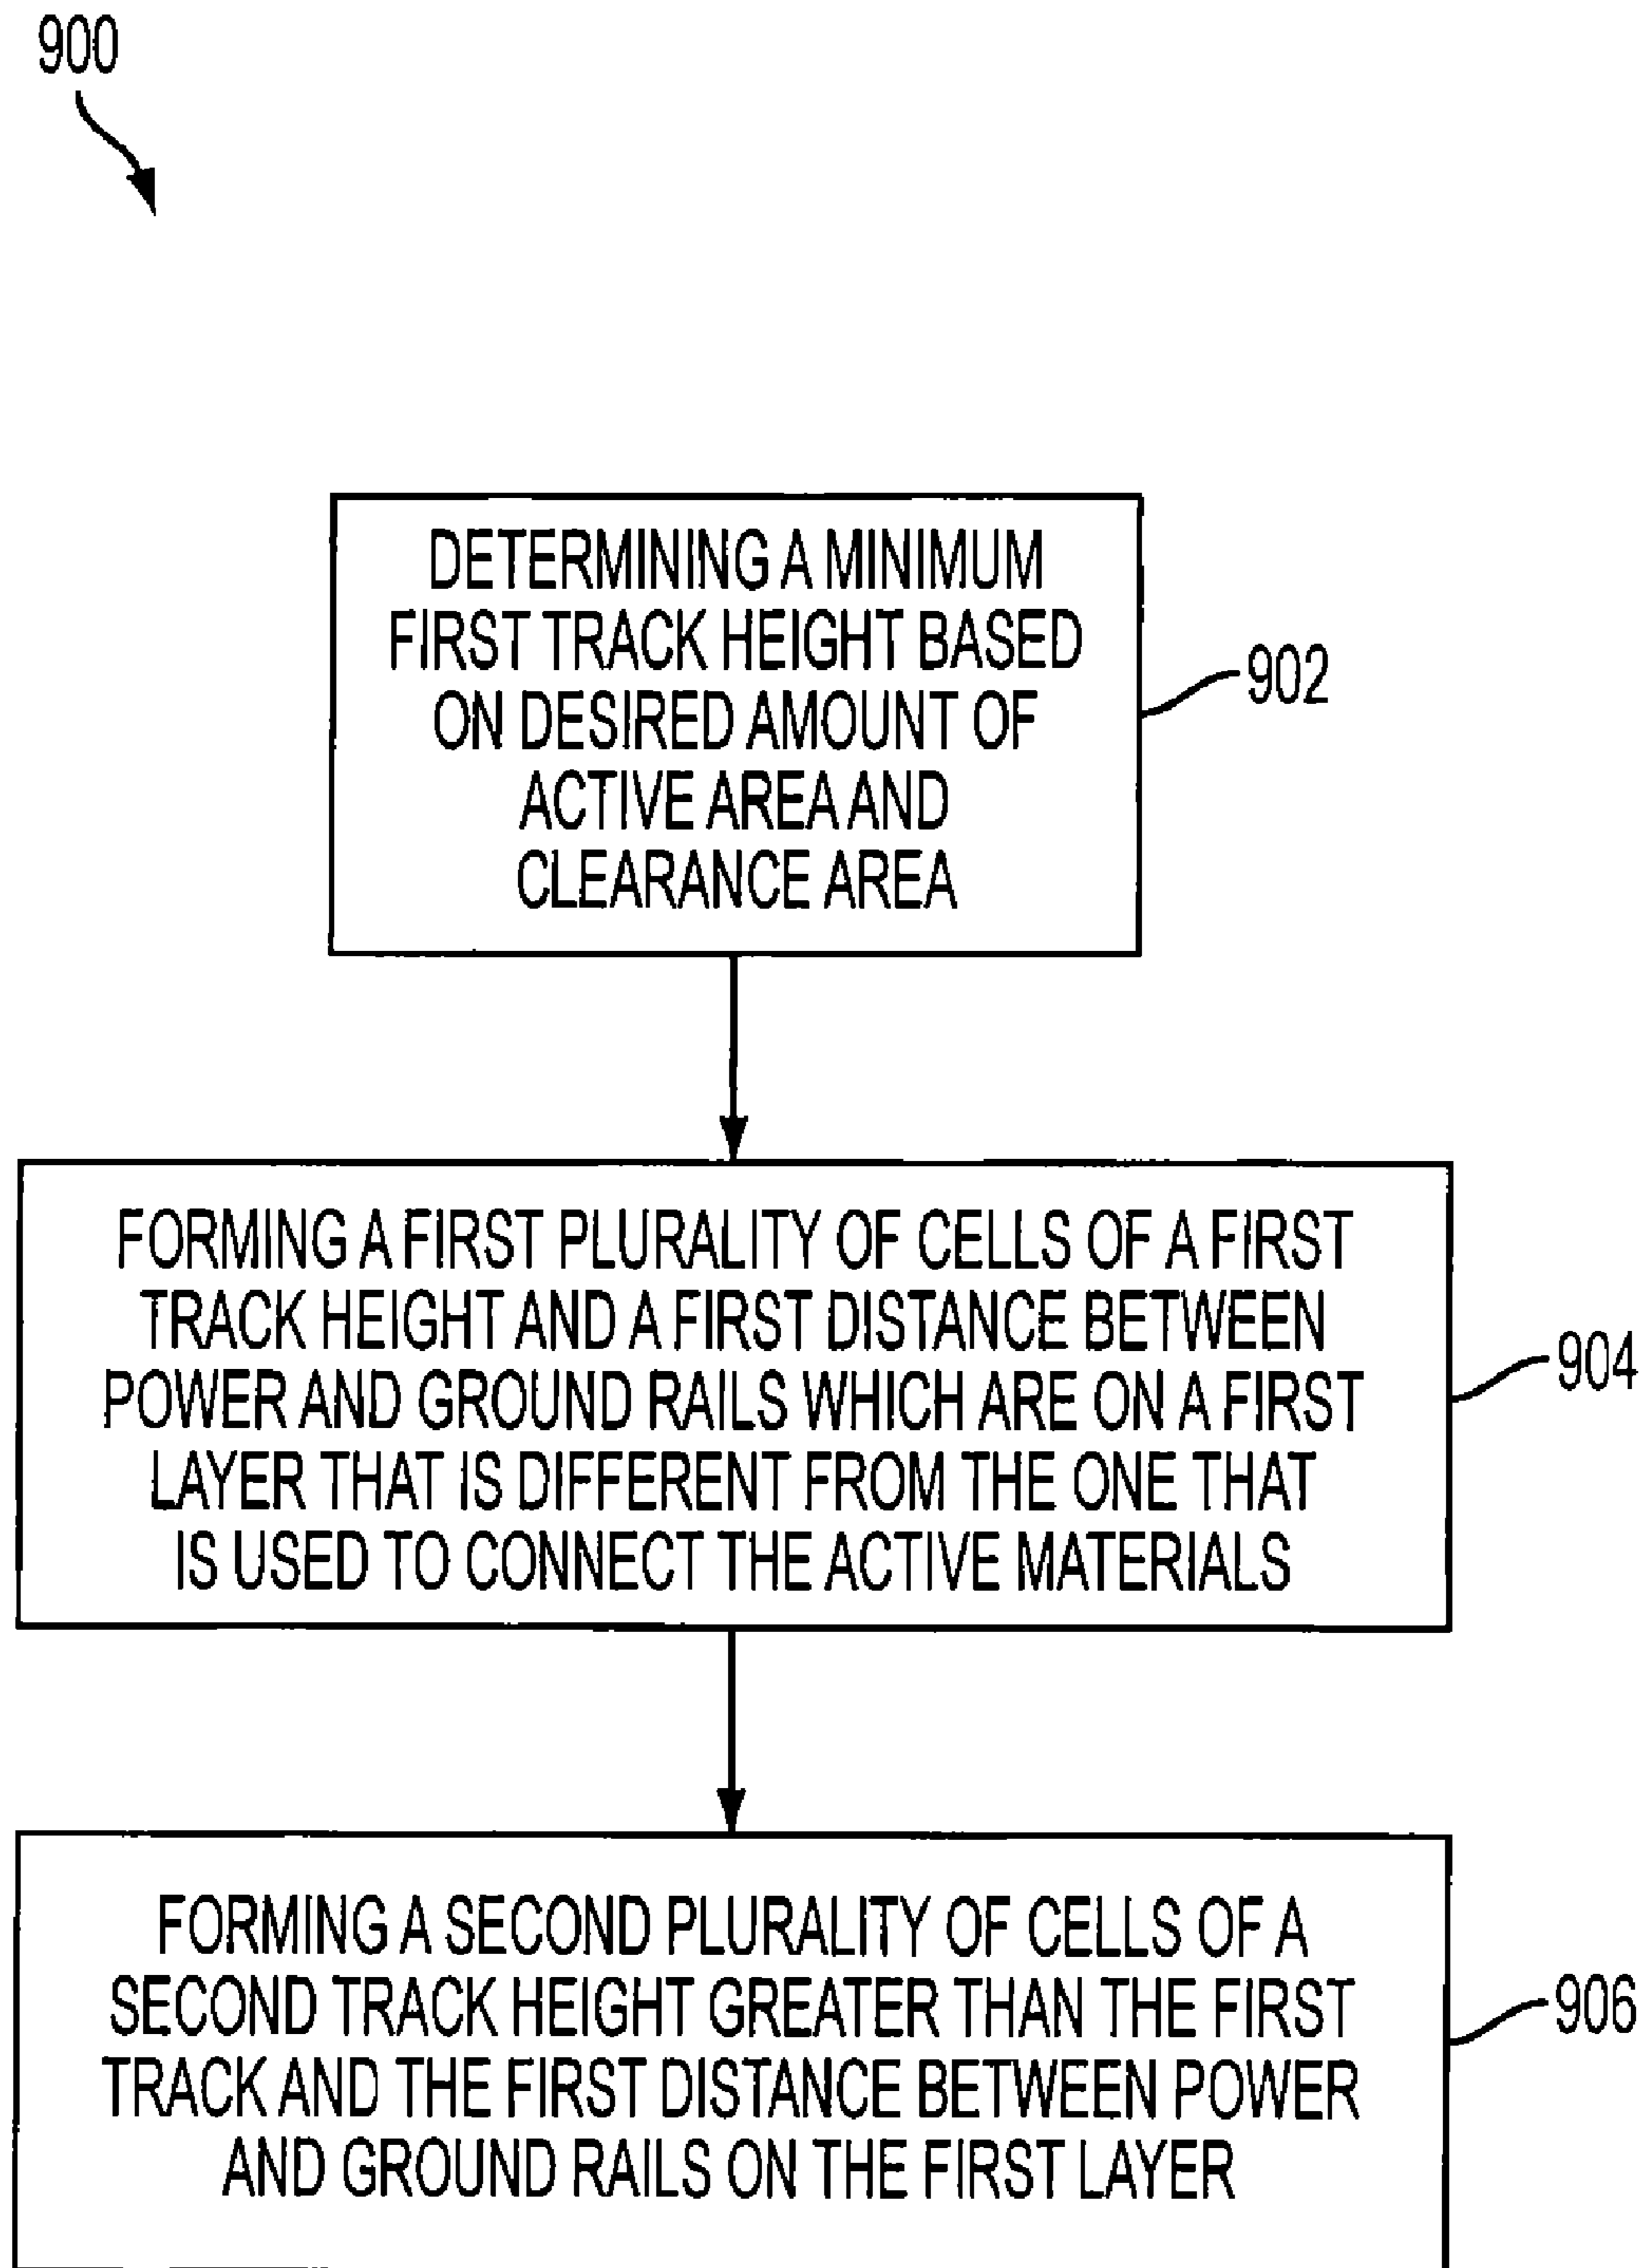 900
DETERMINING A MINIMUM
FIRST TRACK HEIGHT BASED
ON DESIRED AMOUNT OF
ACTIVE AREA AND
CLEARANCE AREA
902
FORMING A FIRST PLURALITY OF CELLS OF A FIRST
TRACK HEIGHT AND A FIRST DISTANCE BETWEEN
POWER AND GROUND RAILS WHICH ARE ON A FIRST
LAYER THAT IS DIFFERENT FROM THE ONE THAT
IS USED TO CONNECT THE ACTIVE MATERIALS
904
FORMING A SECOND PLURALITY OF CELLS OF A
SECOND TRACK HEIGHT GREATER THAN THE FIRST
TRACK AND THE FIRST DISTANCE BETWEEN POWER
AND GROUND RAILS ON THE FIRST LAYER
906